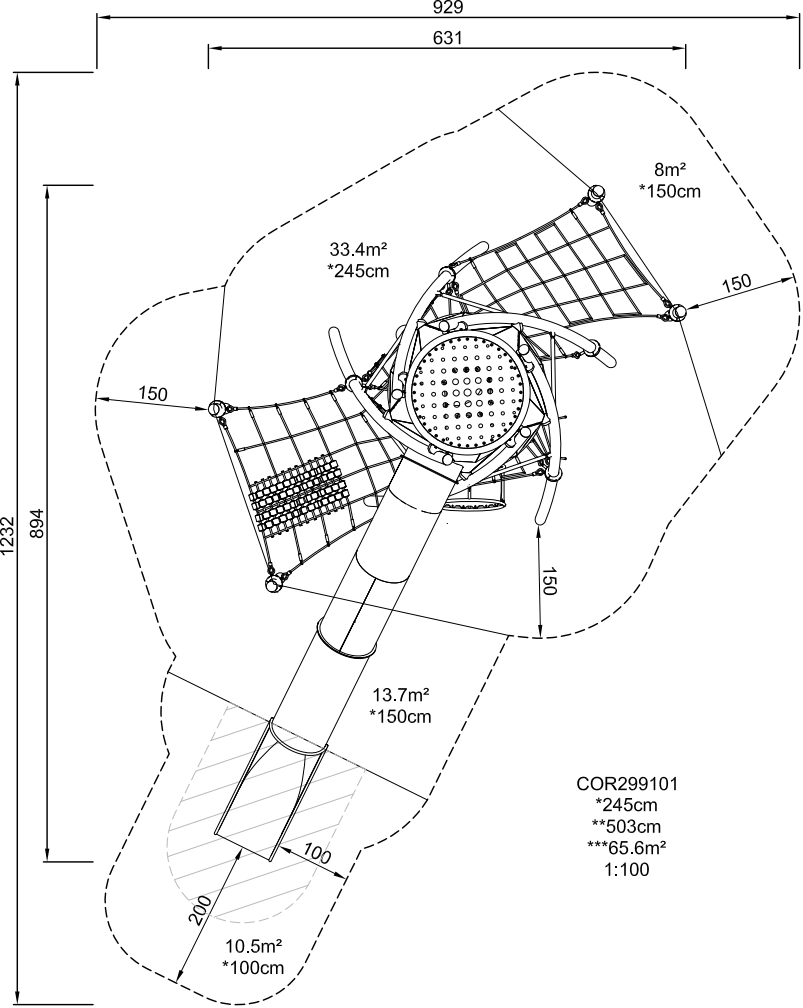 929
631
8m²
*150cm
33.4m²
*245cm
150
150
1232
894
150
13.7m²
*150cm
COR299101
*245cm
**503cm
***65.6m²
1:100
100
200
10.5m²
*100cm